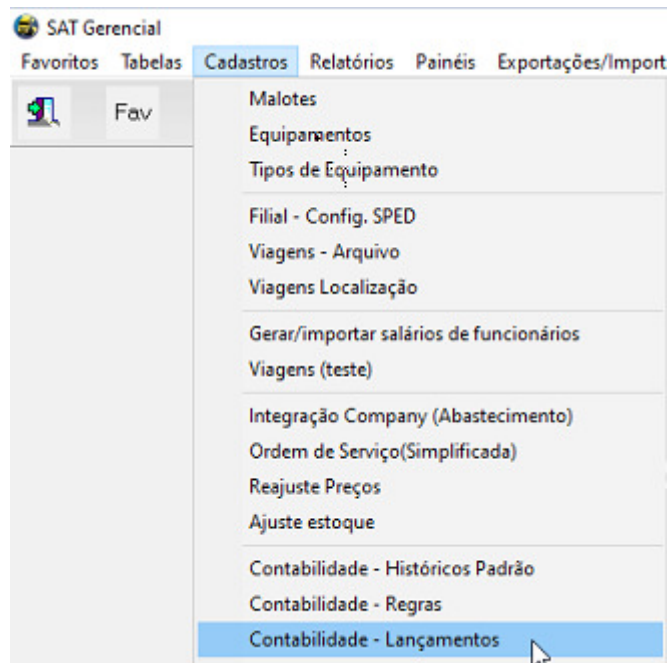 SAT Gerencial
Favoritos Tabelas Cadastros Relatórios Painéis Exportações/Import
Fav
Malotes
Equipamentos
Tipos de Equipamento
Filial - Config. SPED
Viagens - Arquivo
Viagens Localização
Gerar/importar salários de funcionários
Viagens (teste)
Integração Company (Abastecimento)
Ordem de Serviço(Simplificada)
Reajuste Preços
Ajuste estoque
Contabilidade - Históricos Padrão
Contabilidade - Regras
Contabilidade - Lançamentos